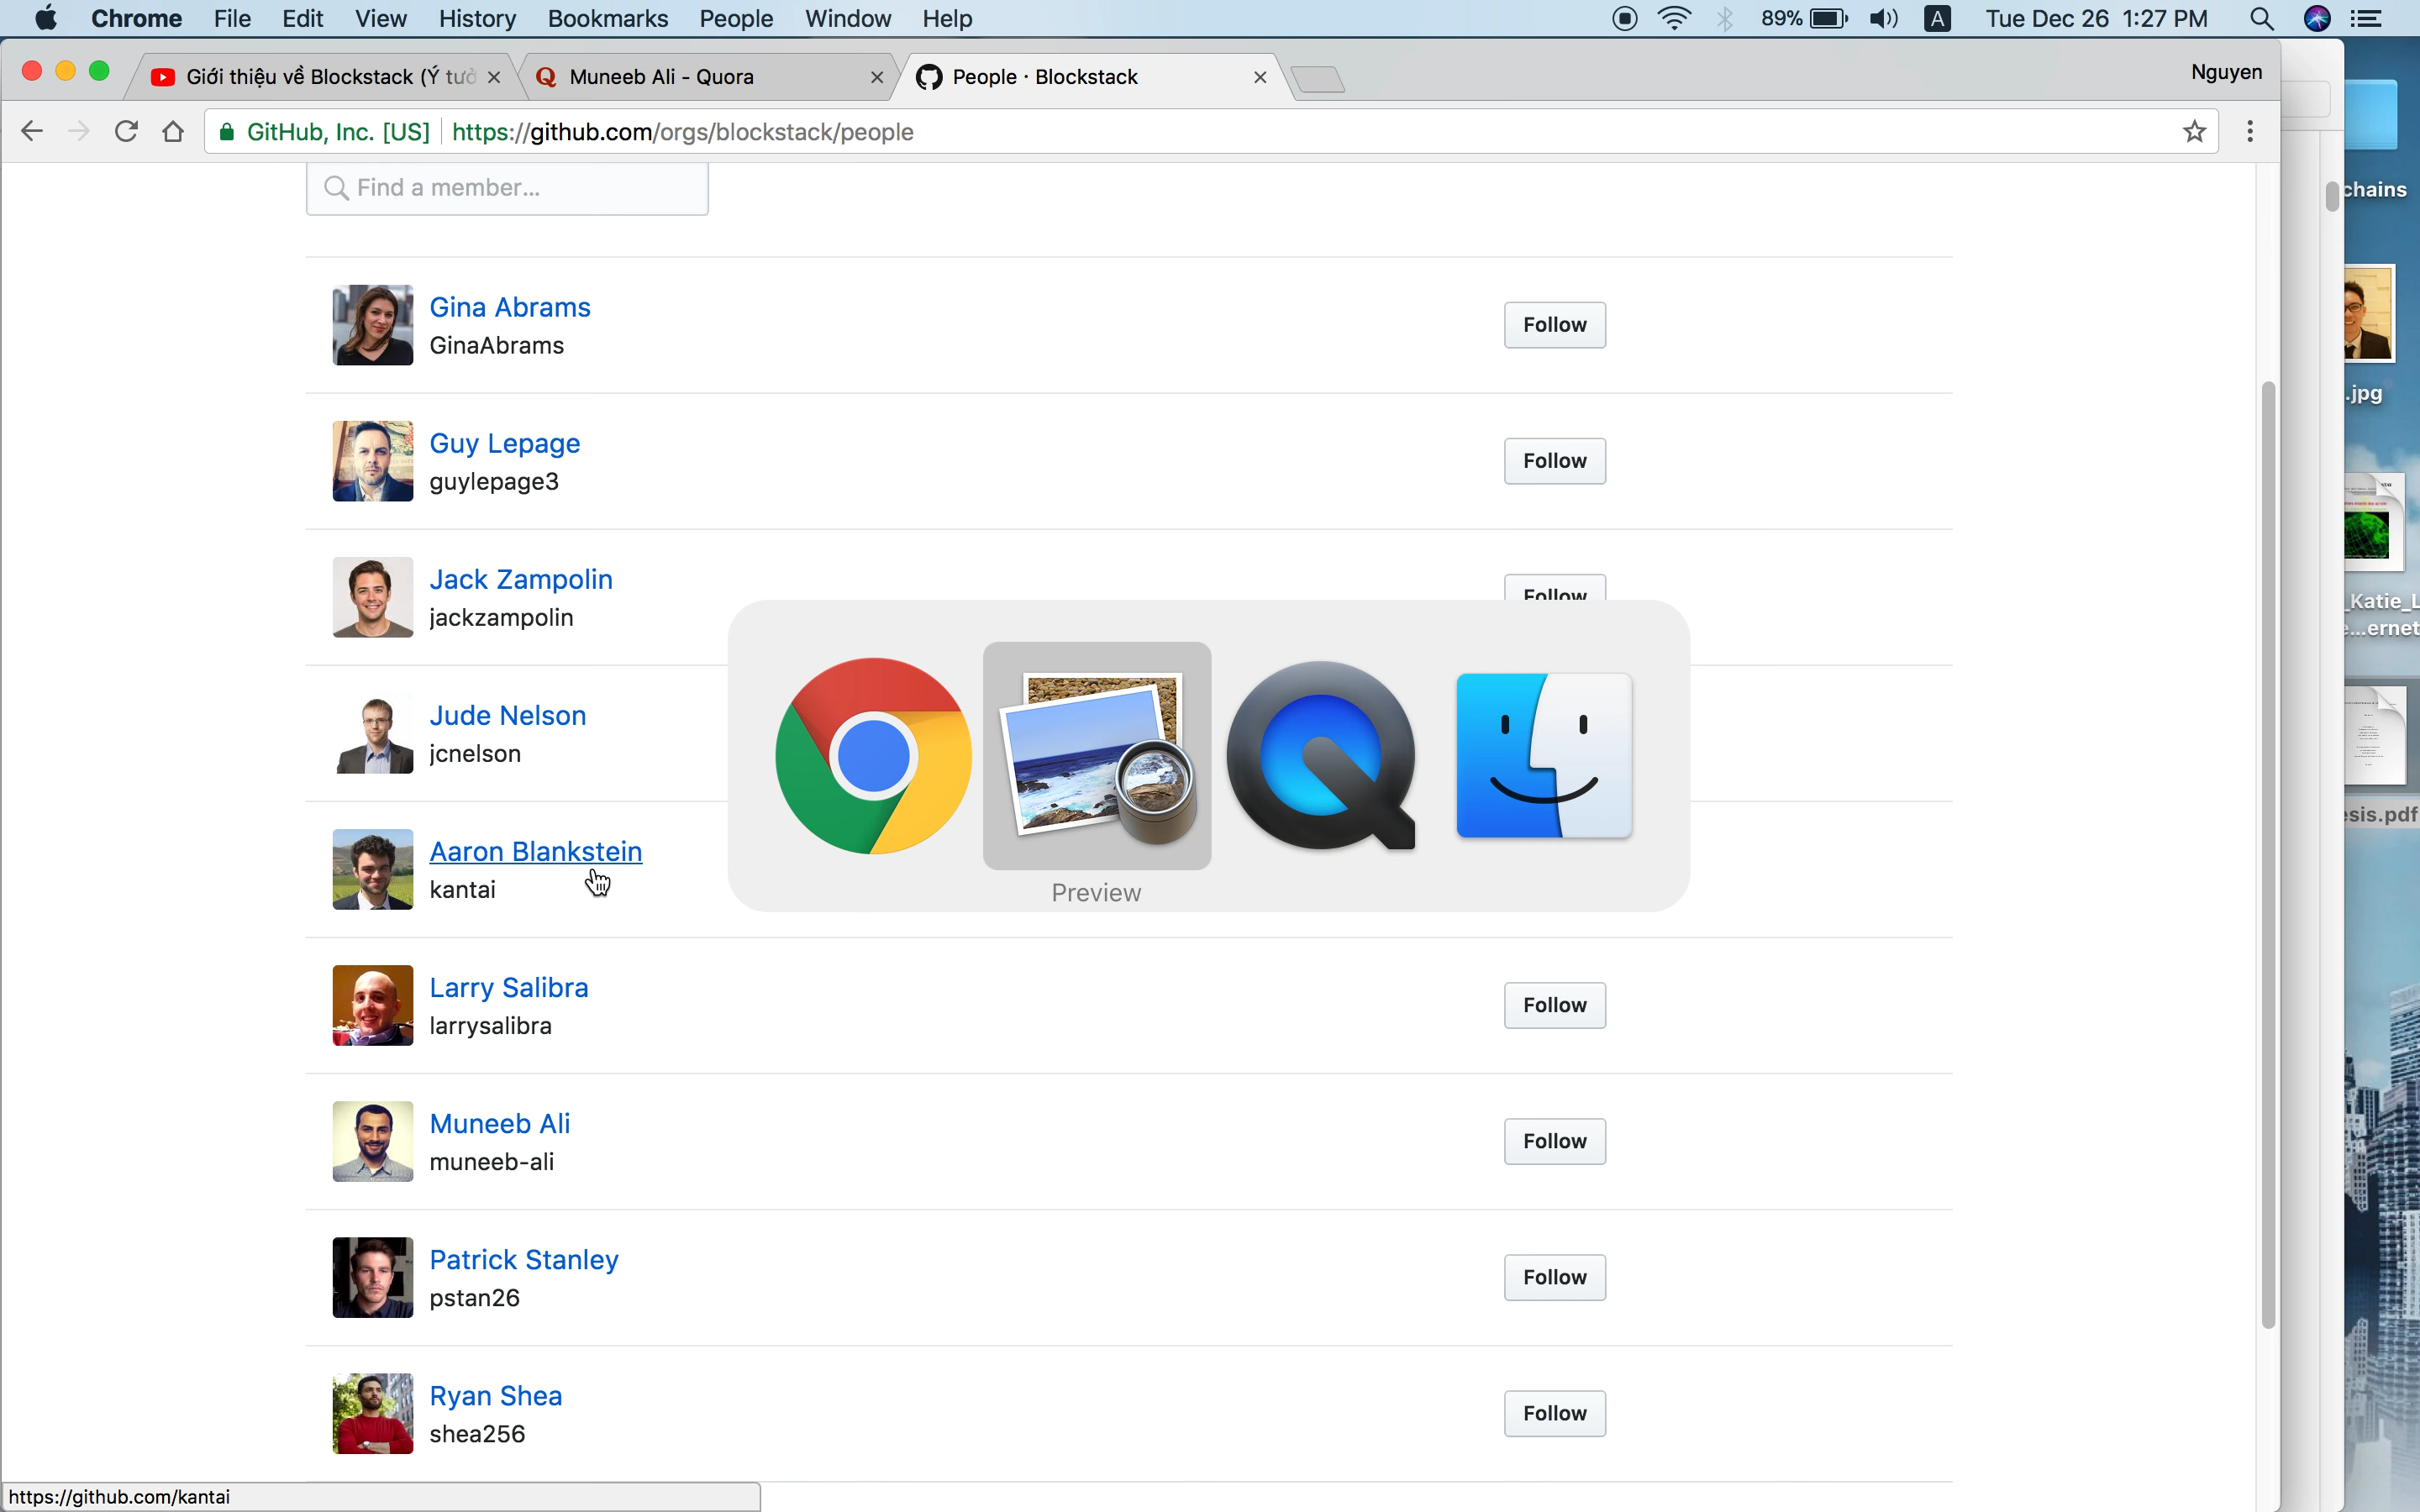 Chrome File Edit View History Bookmarks People Window Help 89% A Tue Dec 26 1:27 PM
Giới thiệu về Blockstack (Ý tưở
Muneeb Ali - Quora
People · Blockstack
Nguyen
GitHub, Inc. [US] https://github.com/orgs/blockstack/people
Find a member...
Gina Abrams
GinaAbrams
Follow
Guy Lepage
guylepage3
Follow
Jack Zampolin
jackzampolin
Follow
Jude Nelson
jcnelson
Aaron Blankstein
kantai
Preview
Larry Salibra
larrysalibra
Follow
Muneeb Ali
muneeb-ali
Follow
Patrick Stanley
pstan26
Follow
Ryan Shea
shea256
Follow
https://github.com/kantai
chains
.jpg
_Katie_L
...ernet
esis.pdf